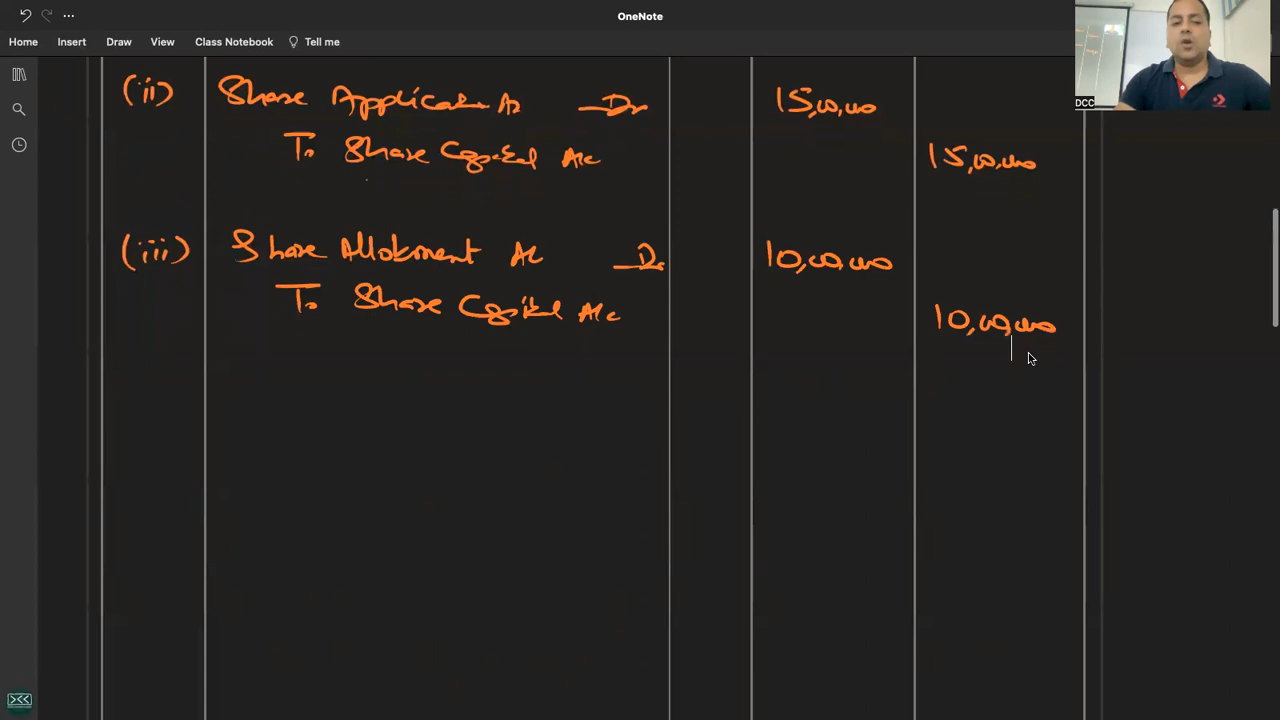 OneNote
Home Insert Draw View Class Notebook Tell me
DCC
(ii) Share Application A/c Dr 15,00,000
To Share Capital A/c 15,00,000
(iii) Share Allotment A/c Dr 10,00,000
To Share Capital A/c 10,00,000